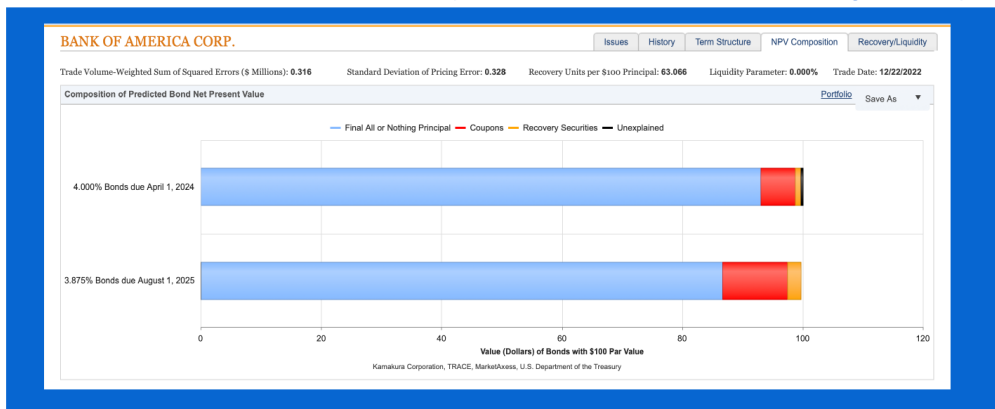 BANK OF AMERICA CORP.
Issues History Term Structure NPV Composition Recovery/Liquidity
Trade Volume-Weighted Sum of Squared Errors ($ Millions): 0.316 Standard Deviation of Pricing Error: 0.328 Recovery Units per $100 Principal: 63.066 Liquidity Parameter: 0.000% Trade Date: 12/22/2022
Composition of Predicted Bond Net Present Value Portfolio Save As
Final All or Nothing Principal Coupons Recovery Securities Unexplained
4.000% Bonds due April 1, 2024
3.875% Bonds due August 1, 2025
0 20 40 60 80 100 120
Value (Dollars) of Bonds with $100 Par Value
Kamakura Corporation, TRACE, MarketAxess, U.S. Department of the Treasury